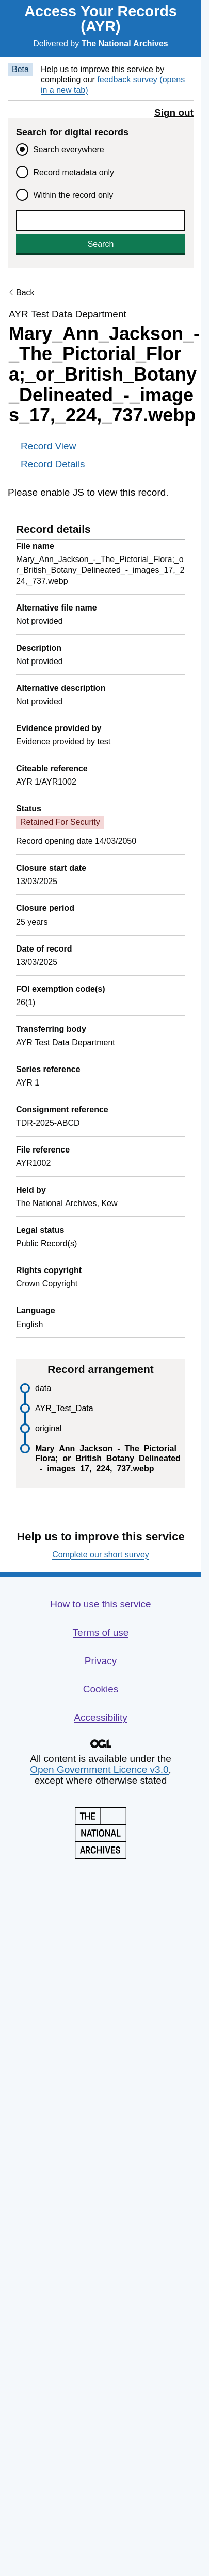 Access Your Records
(AYR)
Delivered by The National Archives
Beta
Help us to improve this service by
completing our feedback survey (opens
in a new tab)
Sign out
Search for digital records
Search everywhere
Record metadata only
Within the record only
Search
Back
AYR Test Data Department
Mary_Ann_Jackson_-
_The_Pictorial_Flor
a;_or_British_Botany
_Delineated_-_image
s_17,_224,_737.webp
Record View
Record Details
Please enable JS to view this record.
Record details
File name
Mary_Ann_Jackson_-_The_Pictorial_Flora;_o
r_British_Botany_Delineated_-_images_17,_2
24,_737.webp
Alternative file name
Not provided
Description
Not provided
Alternative description
Not provided
Evidence provided by
Evidence provided by test
Citeable reference
AYR 1/AYR1002
Status
Retained For Security
Record opening date 14/03/2050
Closure start date
13/03/2025
Closure period
25 years
Date of record
13/03/2025
FOI exemption code(s)
26(1)
Transferring body
AYR Test Data Department
Series reference
AYR 1
Consignment reference
TDR-2025-ABCD
File reference
AYR1002
Held by
The National Archives, Kew
Legal status
Public Record(s)
Rights copyright
Crown Copyright
Language
English
Record arrangement
data
AYR_Test_Data
original
Mary_Ann_Jackson_-_The_Pictorial_
Flora;_or_British_Botany_Delineated
_-_images_17,_224,_737.webp
Help us to improve this service
Complete our short survey
How to use this service
Terms of use
Privacy
Cookies
Accessibility
OGL
All content is available under the
Open Government Licence v3.0,
except where otherwise stated
THE
NATIONAL
ARCHIVES